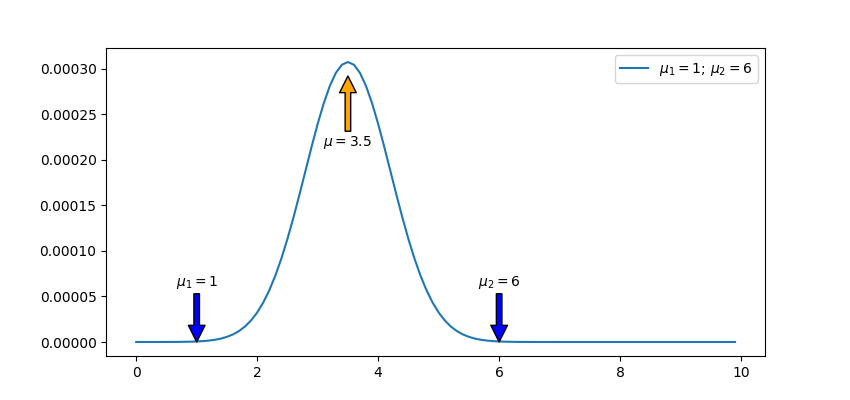 μ₁ = 1; μ₂ = 6
0.00030
0.00025
0.00020
0.00015
0.00010
0.00005
0.00000
μ = 3.5
μ₁ = 1
μ₂ = 6
0 2 4 6 8 10